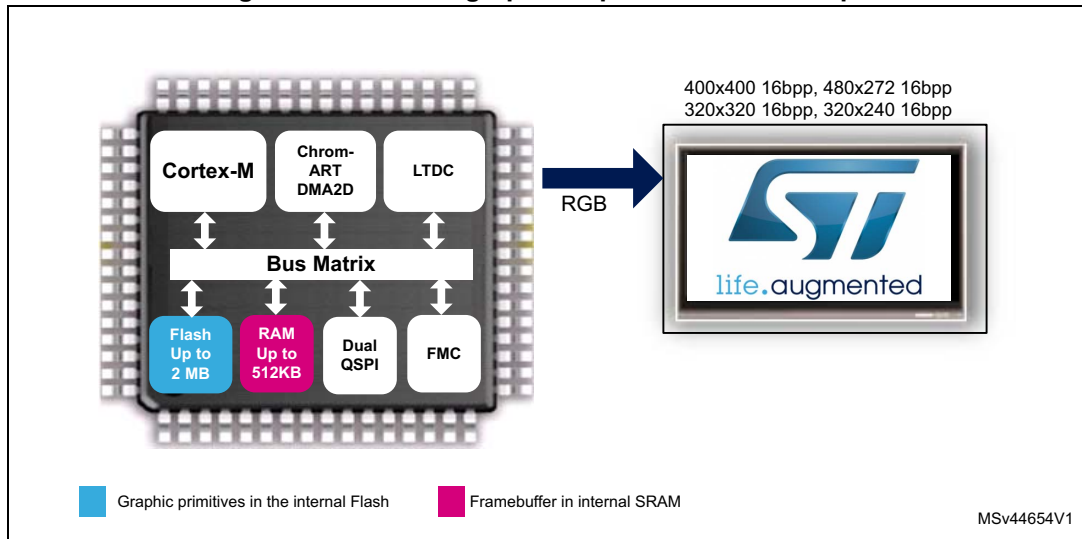 400x400 16bpp, 480x272 16bpp
320x320 16bpp, 320x240 16bpp
Cortex-M
Chrom-
ART
DMA2D
LTDC
RGB
life.augmented
Bus Matrix
Flash
Up to
2 MB
RAM
Up to
512KB
Dual
QSPI
FMC
Graphic primitives in the internal Flash
Framebuffer in internal SRAM
MSv44654V1